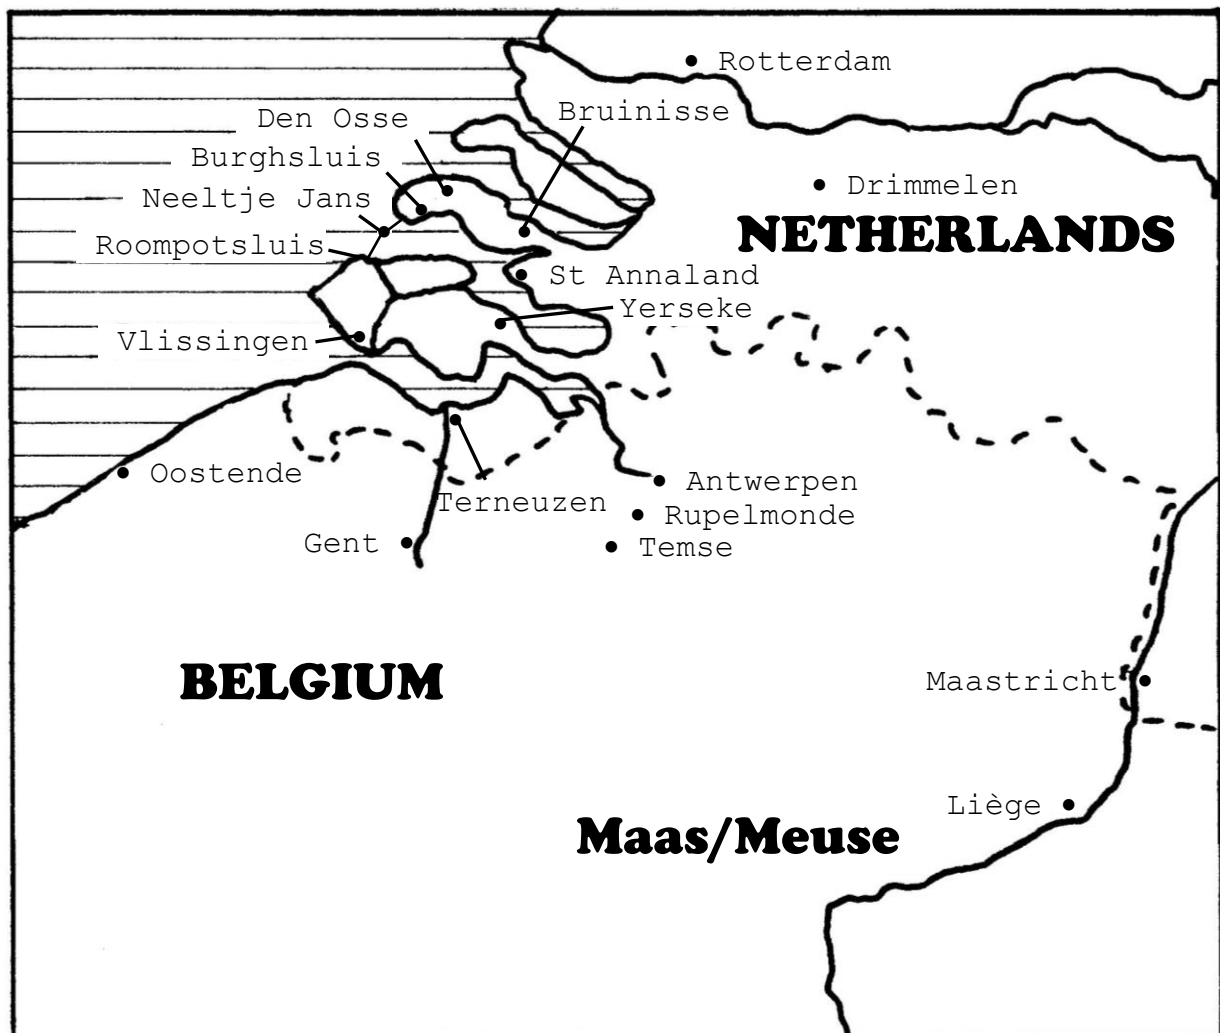 Rotterdam
Bruinisse
Den Osse
Burghsluis
Drimmelen
Neeltje Jans
NETHERLANDS
Roompotsluis
St Annaland
Yerseke
Vlissingen
Oostende
Antwerpen
Terneuzen
Rupelmonde
Gent
Temse
BELGIUM
Maastricht
Liège
Maas/Meuse